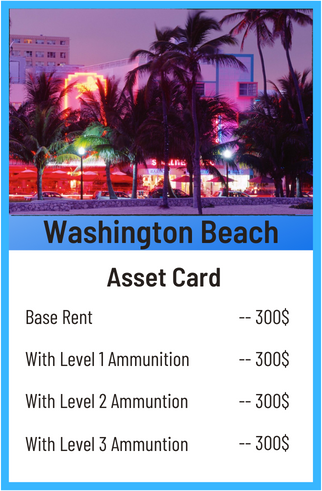 Washington Beach
Asset Card
Base Rent -- 300$
With Level 1 Ammunition -- 300$
With Level 2 Ammuntion -- 300$
With Level 3 Ammuntion -- 300$